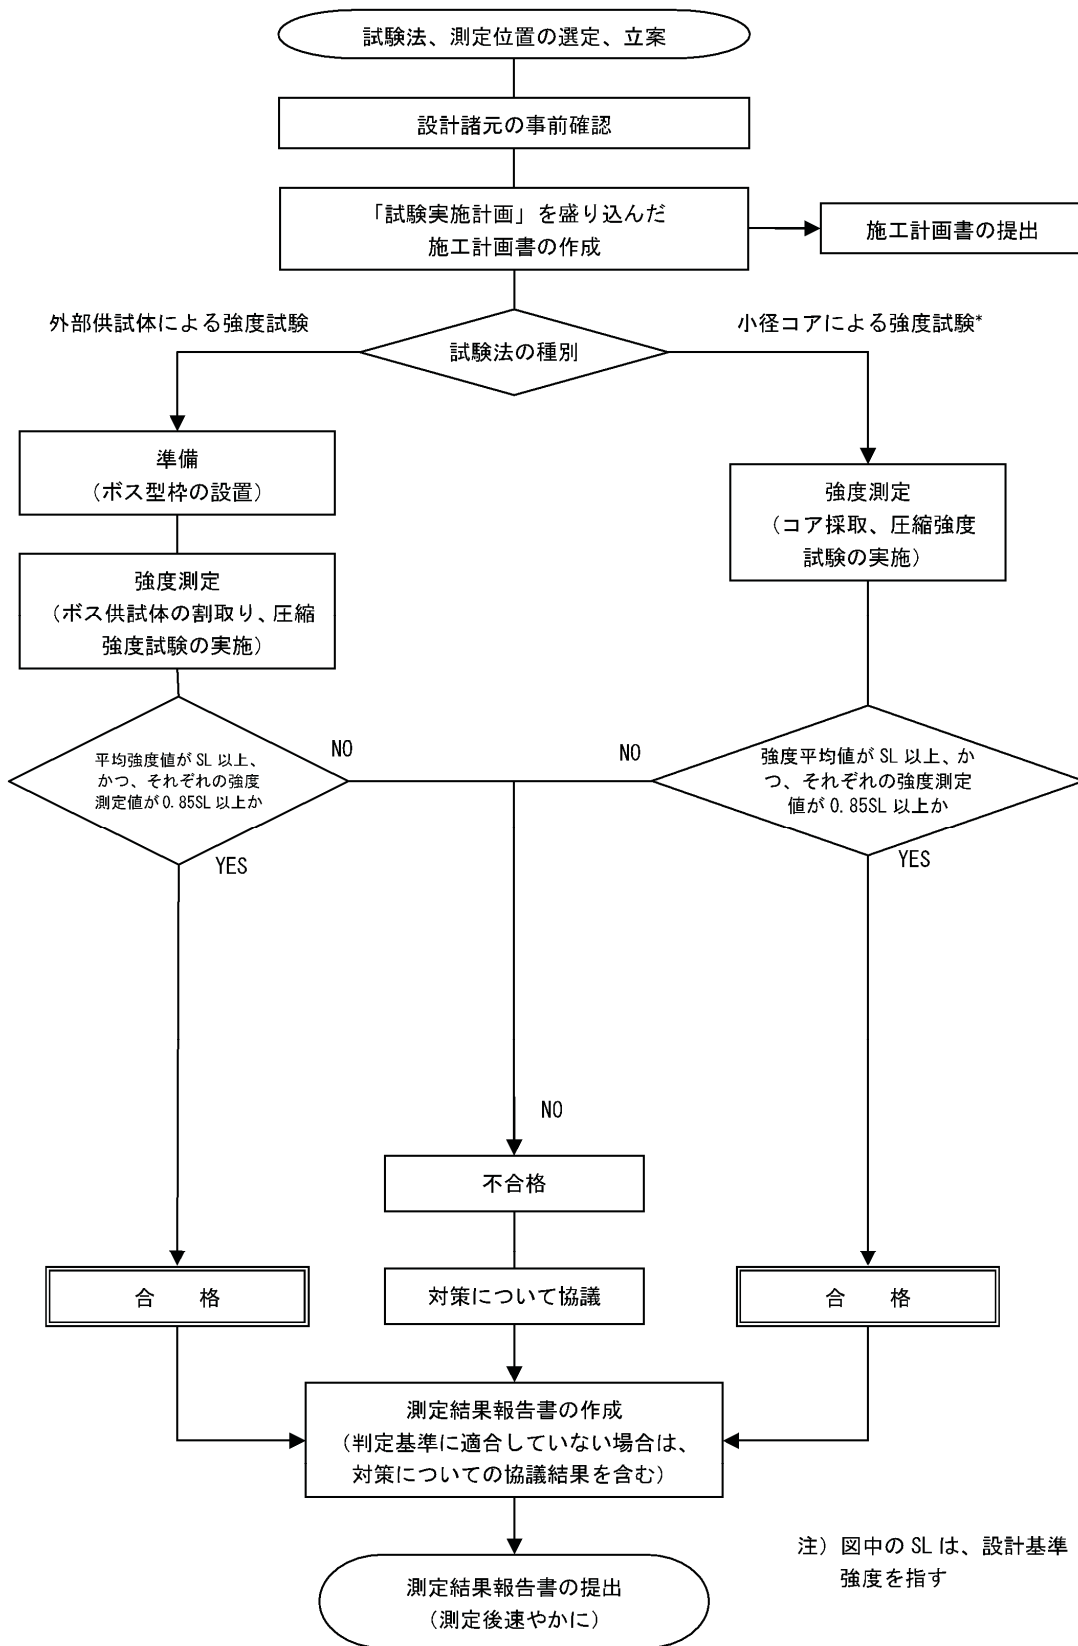 試験法、測定位置の選定、立案
設計諸元の事前確認
「試験実施計画」を盛り込んだ
施工計画書の作成
施工計画書の提出
外部供試体による強度試験
小径コアによる強度試験*
試験法の種別
準備
（ボス型枠の設置）
強度測定
（ボス供試体の割取り、圧縮
強度試験の実施）
強度測定
（コア採取、圧縮強度
試験の実施）
平均強度値が SL 以上、
かつ、それぞれの強度
測定値が 0.85SL 以上か
NO
YES
強度平均値が SL 以上、か
つ、それぞれの強度測定
値が 0.85SL 以上か
NO
YES
NO
不合格
合　　格
対策について協議
合　　格
測定結果報告書の作成
（判定基準に適合していない場合は、
対策についての協議結果を含む）
測定結果報告書の提出
（測定後速やかに）
注）図中の SL は、設計基準
強度を指す